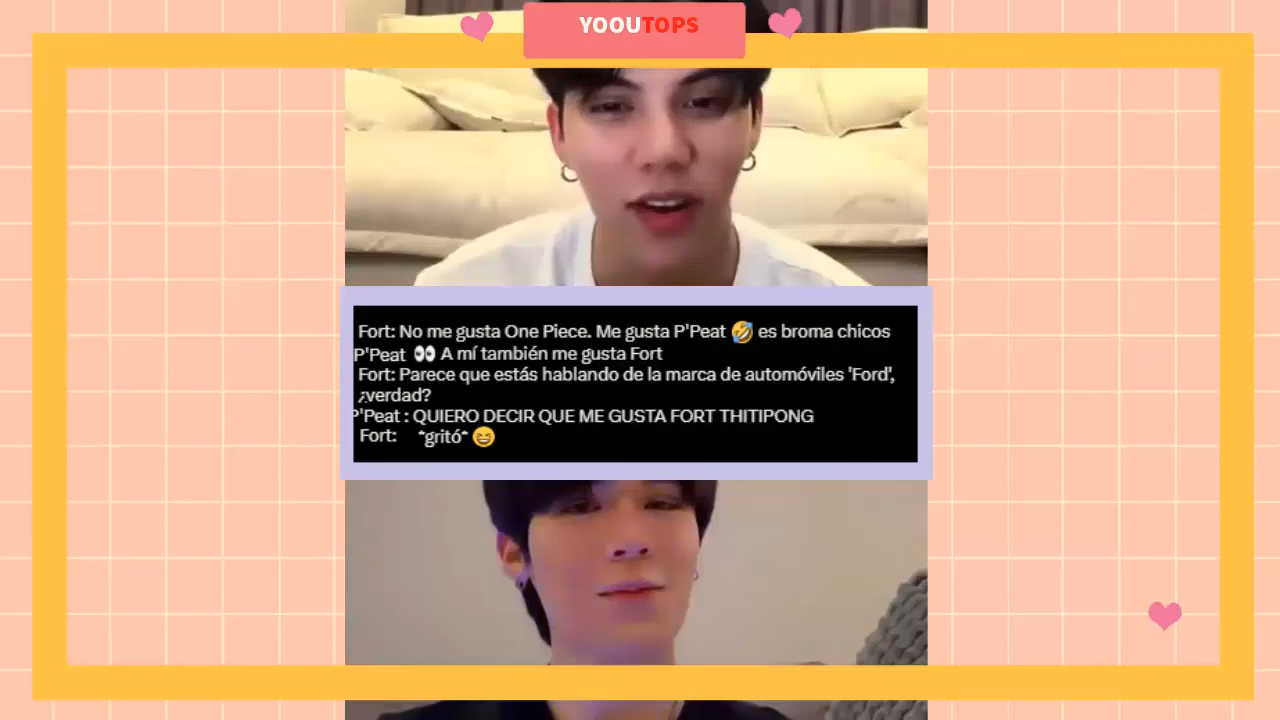 YOOUTOPS
Fort: No me gusta One Piece. Me gusta P'Peat 🤣 es broma chicos
P'Peat 👀 A mí también me gusta Fort
Fort: Parece que estás hablando de la marca de automóviles 'Ford',
¿verdad?
P'Peat : QUIERO DECIR QUE ME GUSTA FORT THITIPONG
Fort: *gritó* 😆